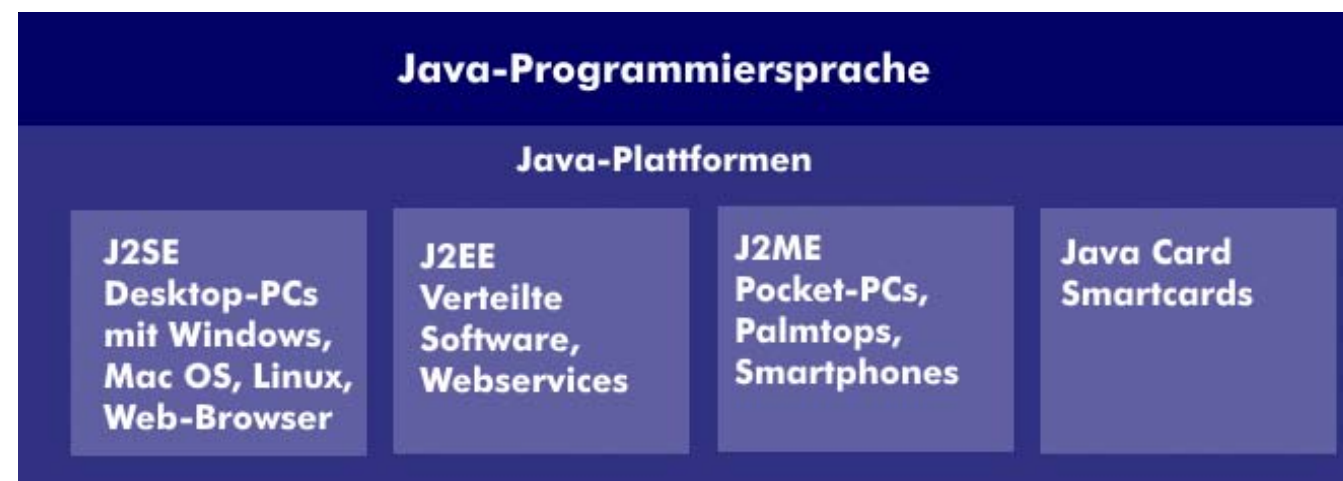 Java-Programmiersprache
Java-Plattformen
J2SE
Desktop-PCs
mit Windows,
Mac OS, Linux,
Web-Browser
J2EE
Verteilte
Software,
Webservices
J2ME
Pocket-PCs,
Palmtops,
Smartphones
Java Card
Smartcards